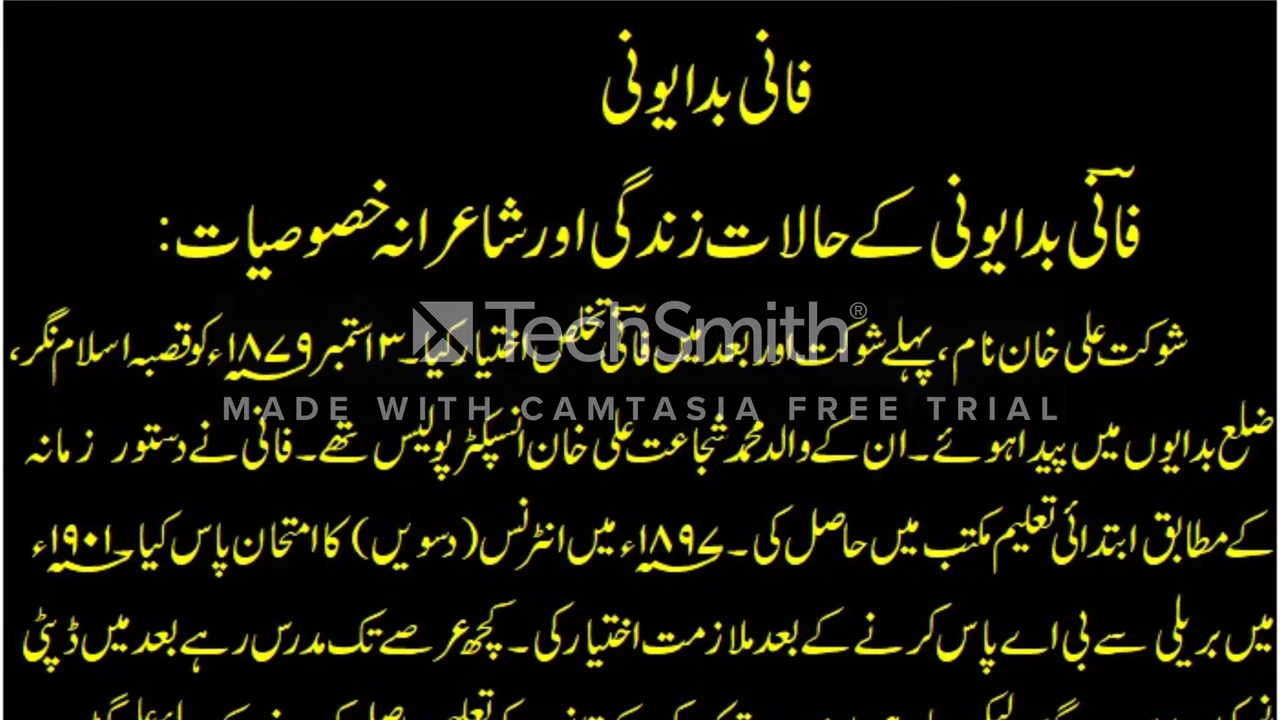 فانی بدایونی
فانؔی بدایونی کے حالات زندگی اور شاعرانہ خصوصیات:
شوکت علی خان نام، پہلے شوکت اور بعد میں فانؔی تخلص اختیار کیا۔ ۱۳ ستمبر ۱۸۷۹ء کو قصبہ اسلام نگر،
TechSmith®
MADE WITH CAMTASIA FREE TRIAL
ضلع بدایوں میں پیدا ہوئے۔ ان کے والد محمد شجاعت علی خان انسپکٹر پولیس تھے۔ فانی نے دستور زمانہ
کے مطابق ابتدائی تعلیم مکتب میں حاصل کی۔ ۱۸۹۷ء میں انٹرنس (دسویں) کا امتحان پاس کیا۔ ۱۹۰۱ء
میں بریلی سے بی اے پاس کرنے کے بعد ملازمت اختیار کی۔ کچھ عرصے تک مدرس رہے بعد میں ڈپٹی